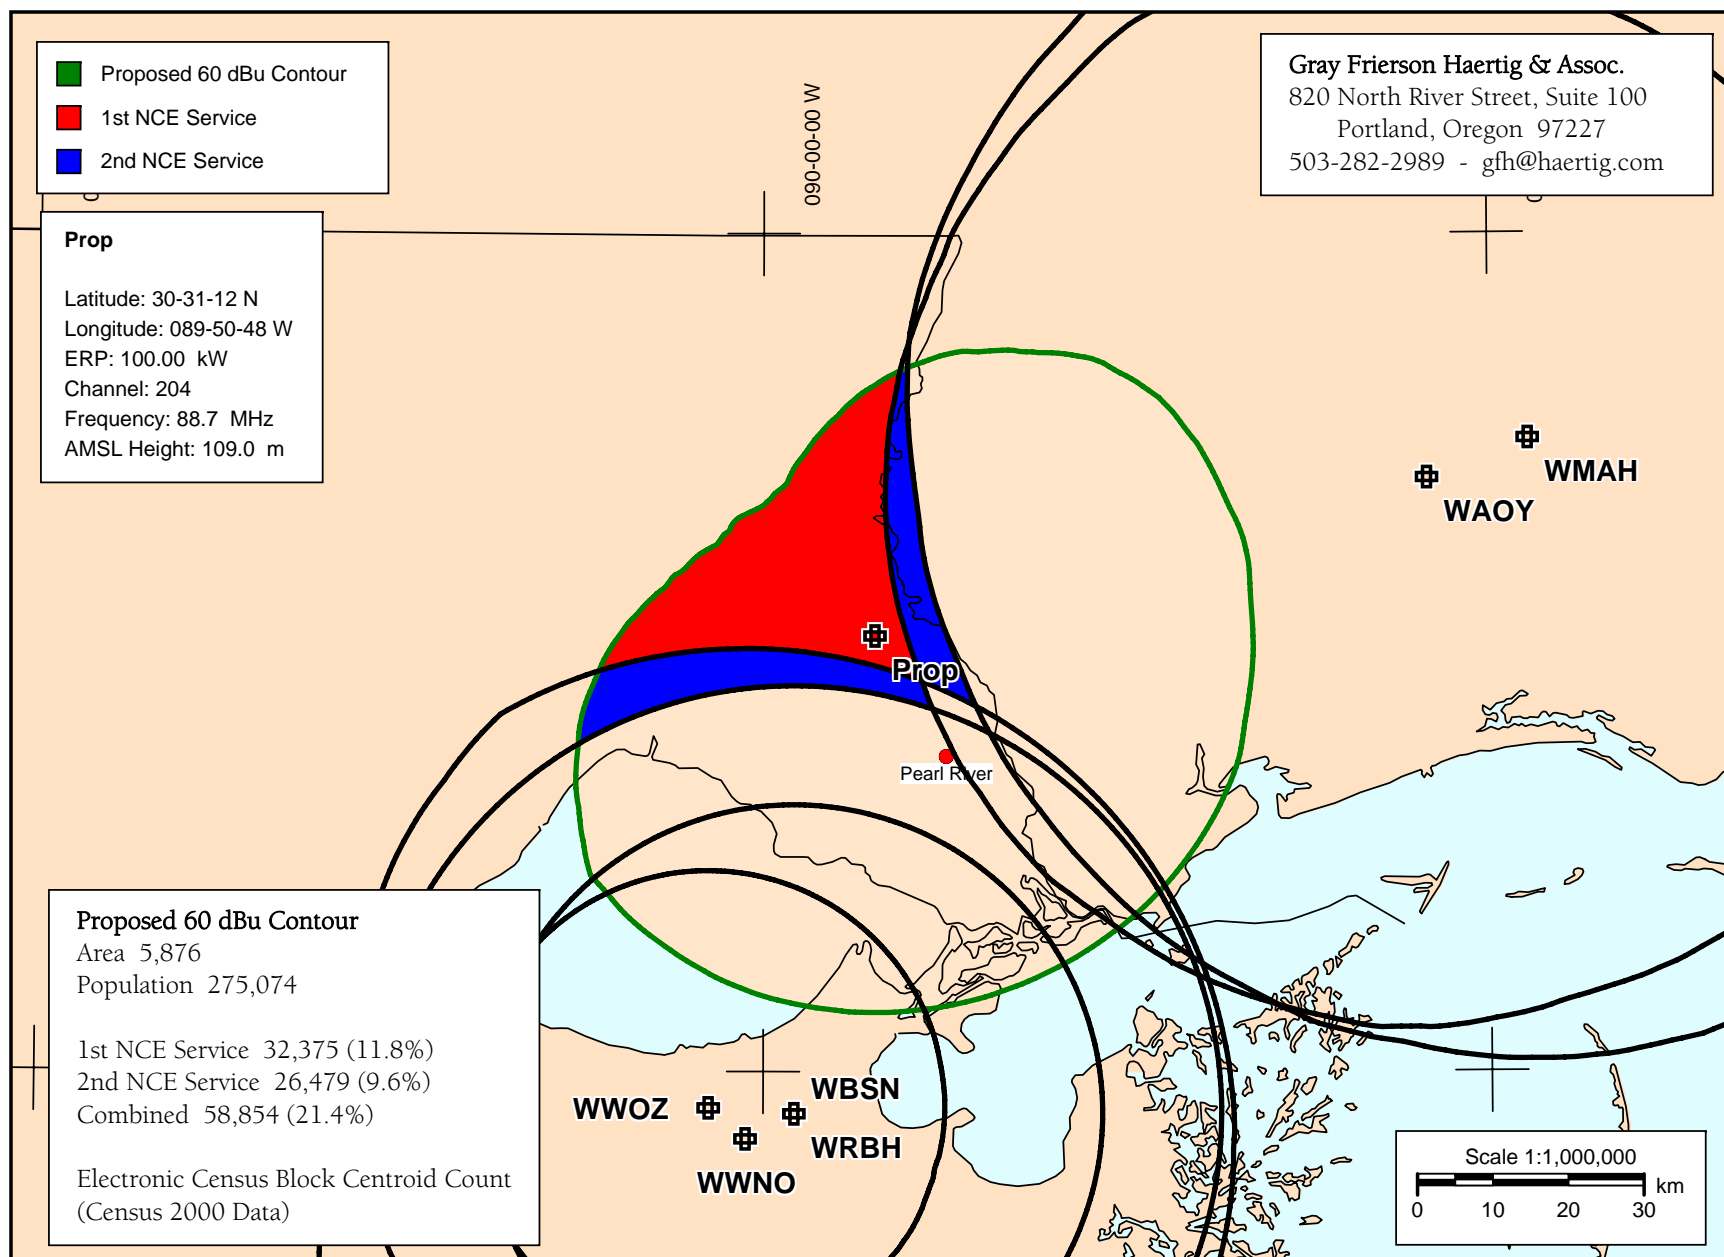 Proposed 60 dBu Contour
1st NCE Service
2nd NCE Service
090-00-00 W
Gray Frierson Haertig & Assoc.
820 North River Street, Suite 100
Portland, Oregon 97227
503-282-2989 - gfh@haertig.com
Prop
Latitude: 30-31-12 N
Longitude: 089-50-48 W
ERP: 100.00 kW
Channel: 204
Frequency: 88.7 MHz
AMSL Height: 109.0 m
WMAH
WAOY
Prop
Pearl River
Proposed 60 dBu Contour
Area 5,876
Population 275,074
1st NCE Service 32,375 (11.8%)
2nd NCE Service 26,479 (9.6%)
Combined 58,854 (21.4%)
Electronic Census Block Centroid Count
(Census 2000 Data)
WBSN
WWOZ
WRBH
WWNO
Scale 1:1,000,000
km
0 10 20 30